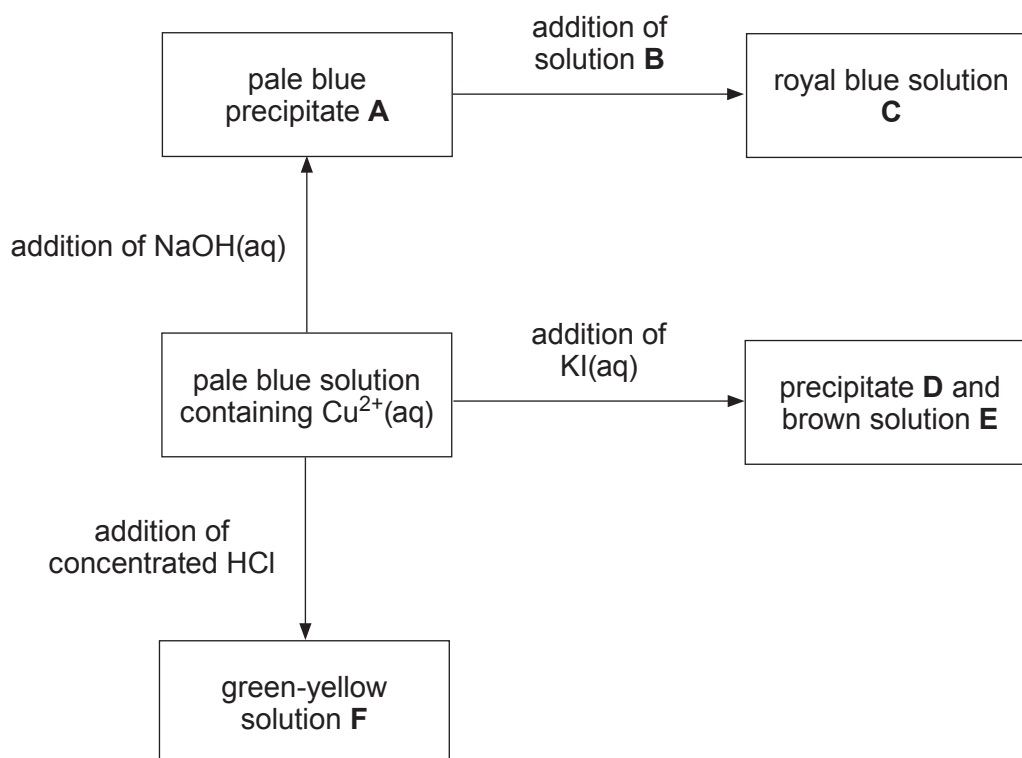 addition of
solution B
pale blue
precipitate A
royal blue solution
C
addition of NaOH(aq)
addition of
KI(aq)
pale blue solution
containing Cu²⁺(aq)
precipitate D and
brown solution E
addition of
concentrated HCl
green-yellow
solution F